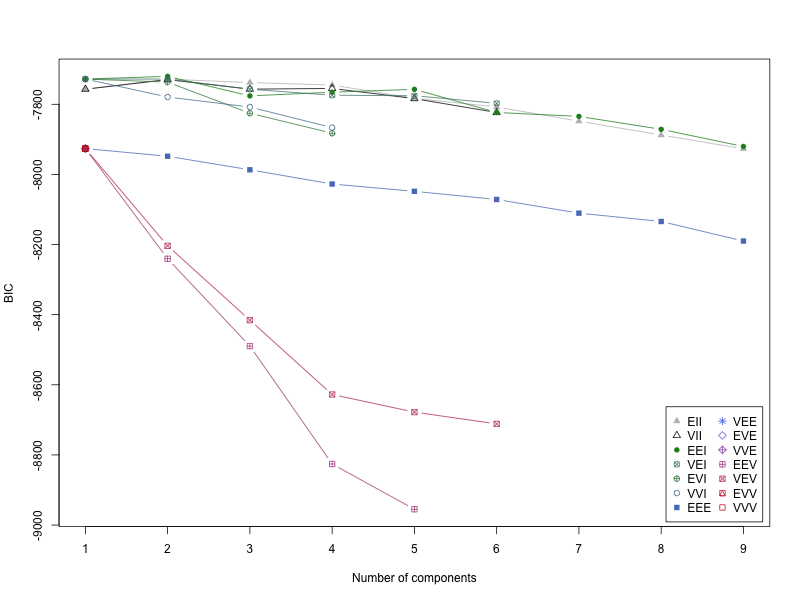 -7800
-8000
-8200
-8400
-8600
-8800
-9000
BIC
1 2 3 4 5 6 7 8 9
Number of components
EII VEE
VII EVE
EEI VVE
VEI EEV
EVI VEV
VVI EVV
EEE VVV